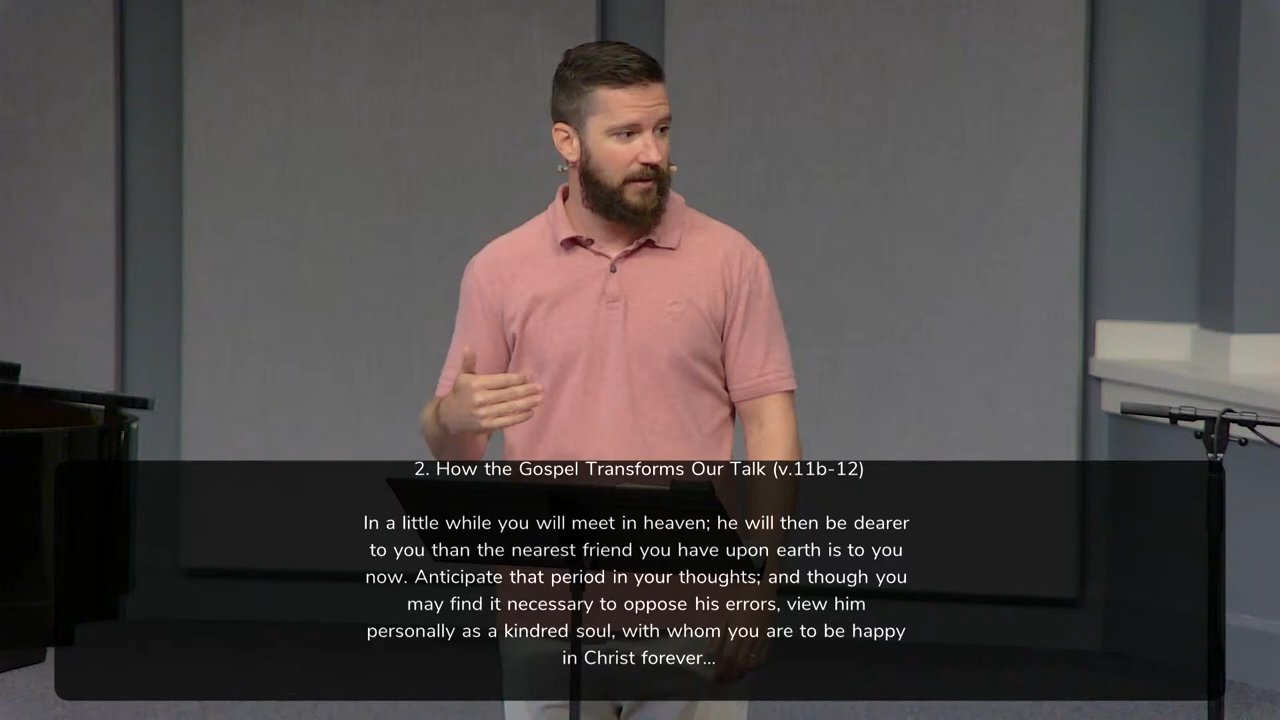 2. How the Gospel Transforms Our Talk (v.11b-12)
In a little while you will meet in heaven; he will then be dearer
to you than the nearest friend you have upon earth is to you
now. Anticipate that period in your thoughts; and though you
may find it necessary to oppose his errors, view him
personally as a kindred soul, with whom you are to be happy
in Christ forever...